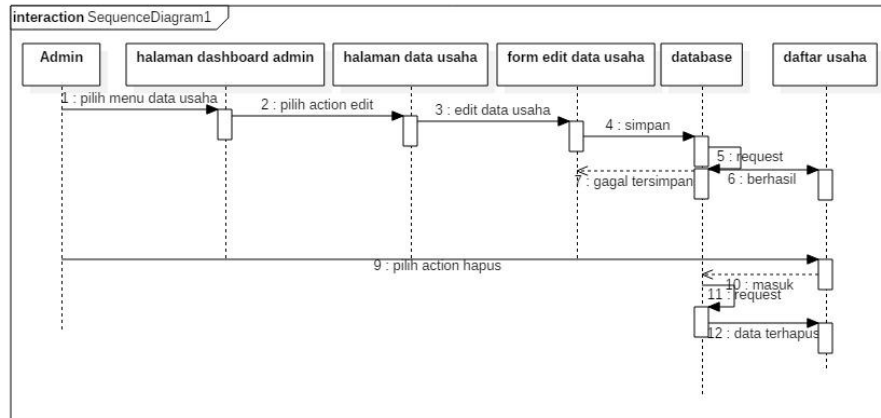 interaction SequenceDiagram1
Admin
halaman dashboard admin
halaman data usaha
form edit data usaha
database
daftar usaha
1 : pilih menu data usaha
2 : pilih action edit
3 : edit data usaha
4 : simpan
5 : request
6 : berhasil
7 : gagal tersimpan
9 : pilih action hapus
10 : masuk
11 : request
12 : data terhapus